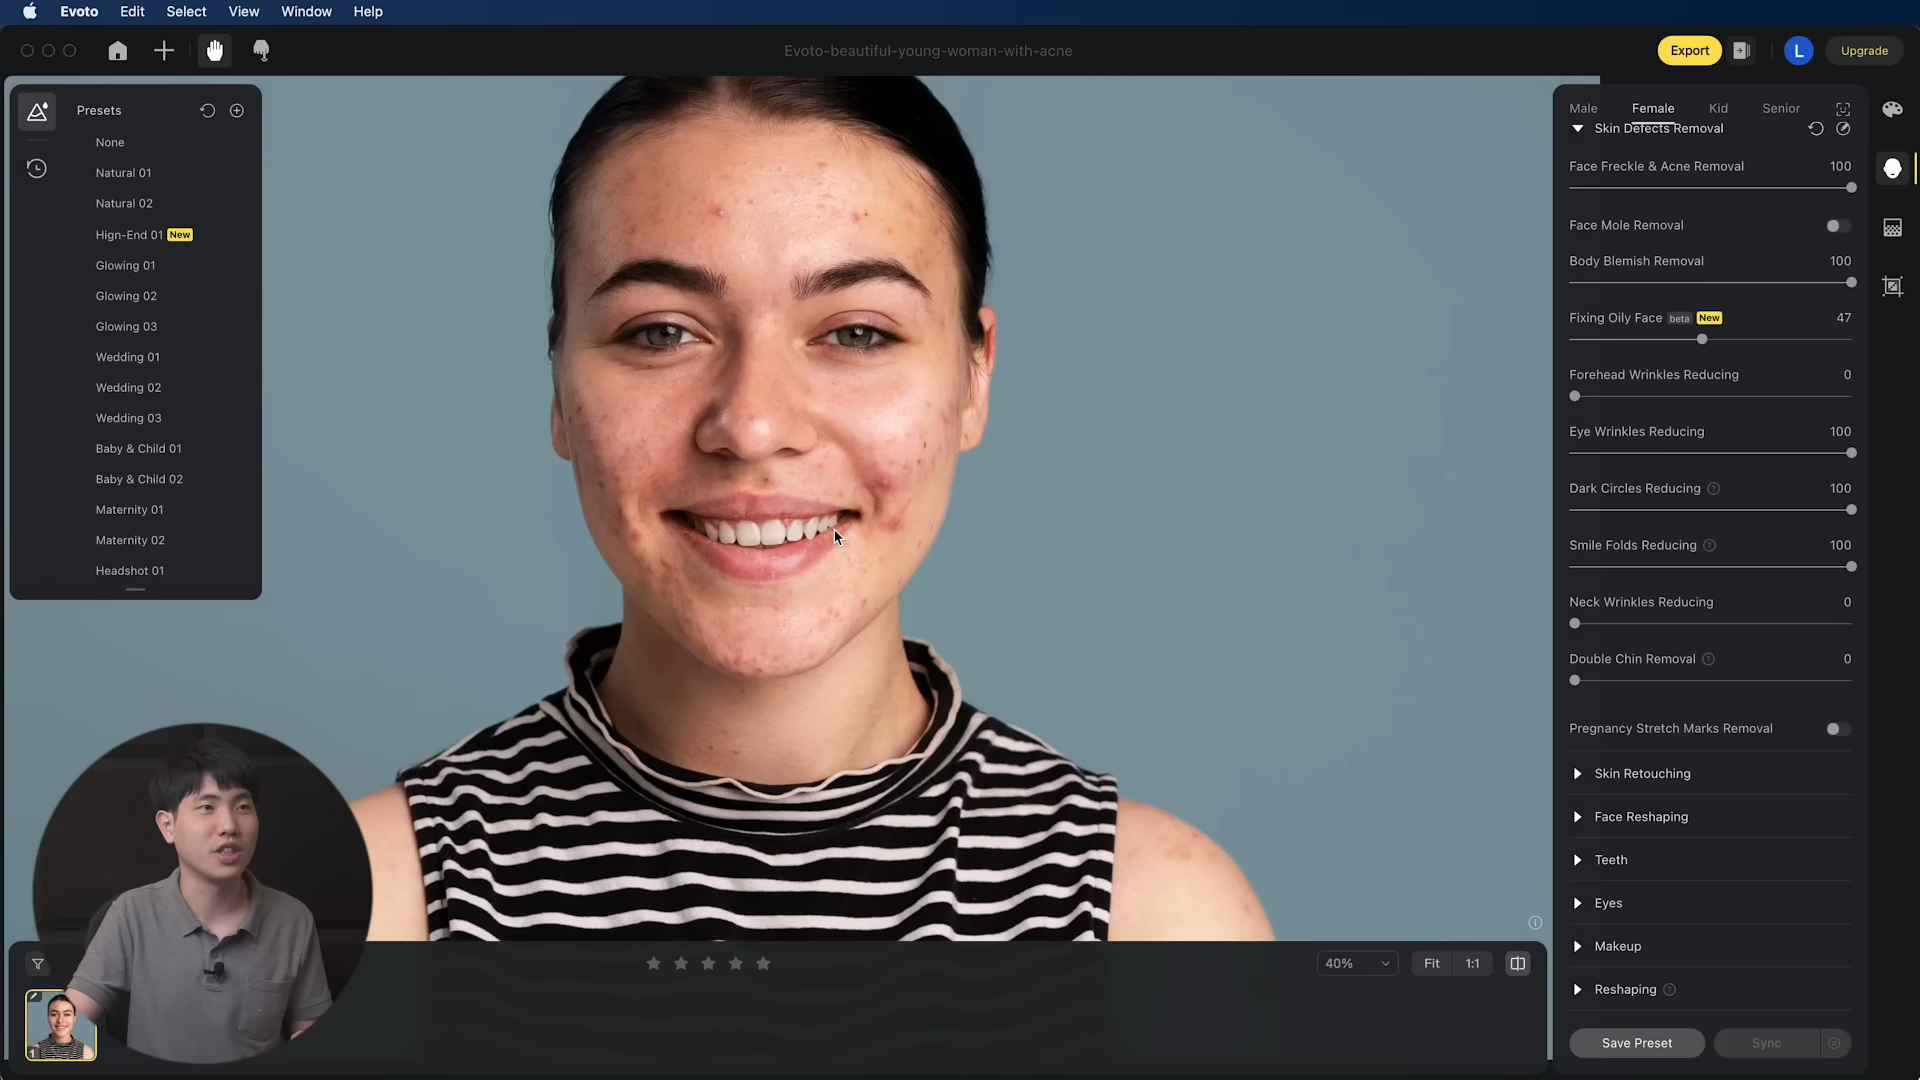 Evoto Edit Select View Window Help
Evoto-beautiful-young-woman-with-acne
Export
L
Upgrade
Presets
None
Natural 01
Natural 02
Hign-End 01 New
Glowing 01
Glowing 02
Glowing 03
Wedding 01
Wedding 02
Wedding 03
Baby & Child 01
Baby & Child 02
Maternity 01
Maternity 02
Headshot 01
Male Female Kid Senior
Skin Defects Removal
Face Freckle & Acne Removal 100
Face Mole Removal
Body Blemish Removal 100
Fixing Oily Face beta New 47
Forehead Wrinkles Reducing 0
Eye Wrinkles Reducing 100
Dark Circles Reducing ? 100
Smile Folds Reducing ? 100
Neck Wrinkles Reducing 0
Double Chin Removal ? 0
Pregnancy Stretch Marks Removal
Skin Retouching
Face Reshaping
Teeth
Eyes
Makeup
Reshaping ?
Save Preset Sync
40% Fit 1:1
1